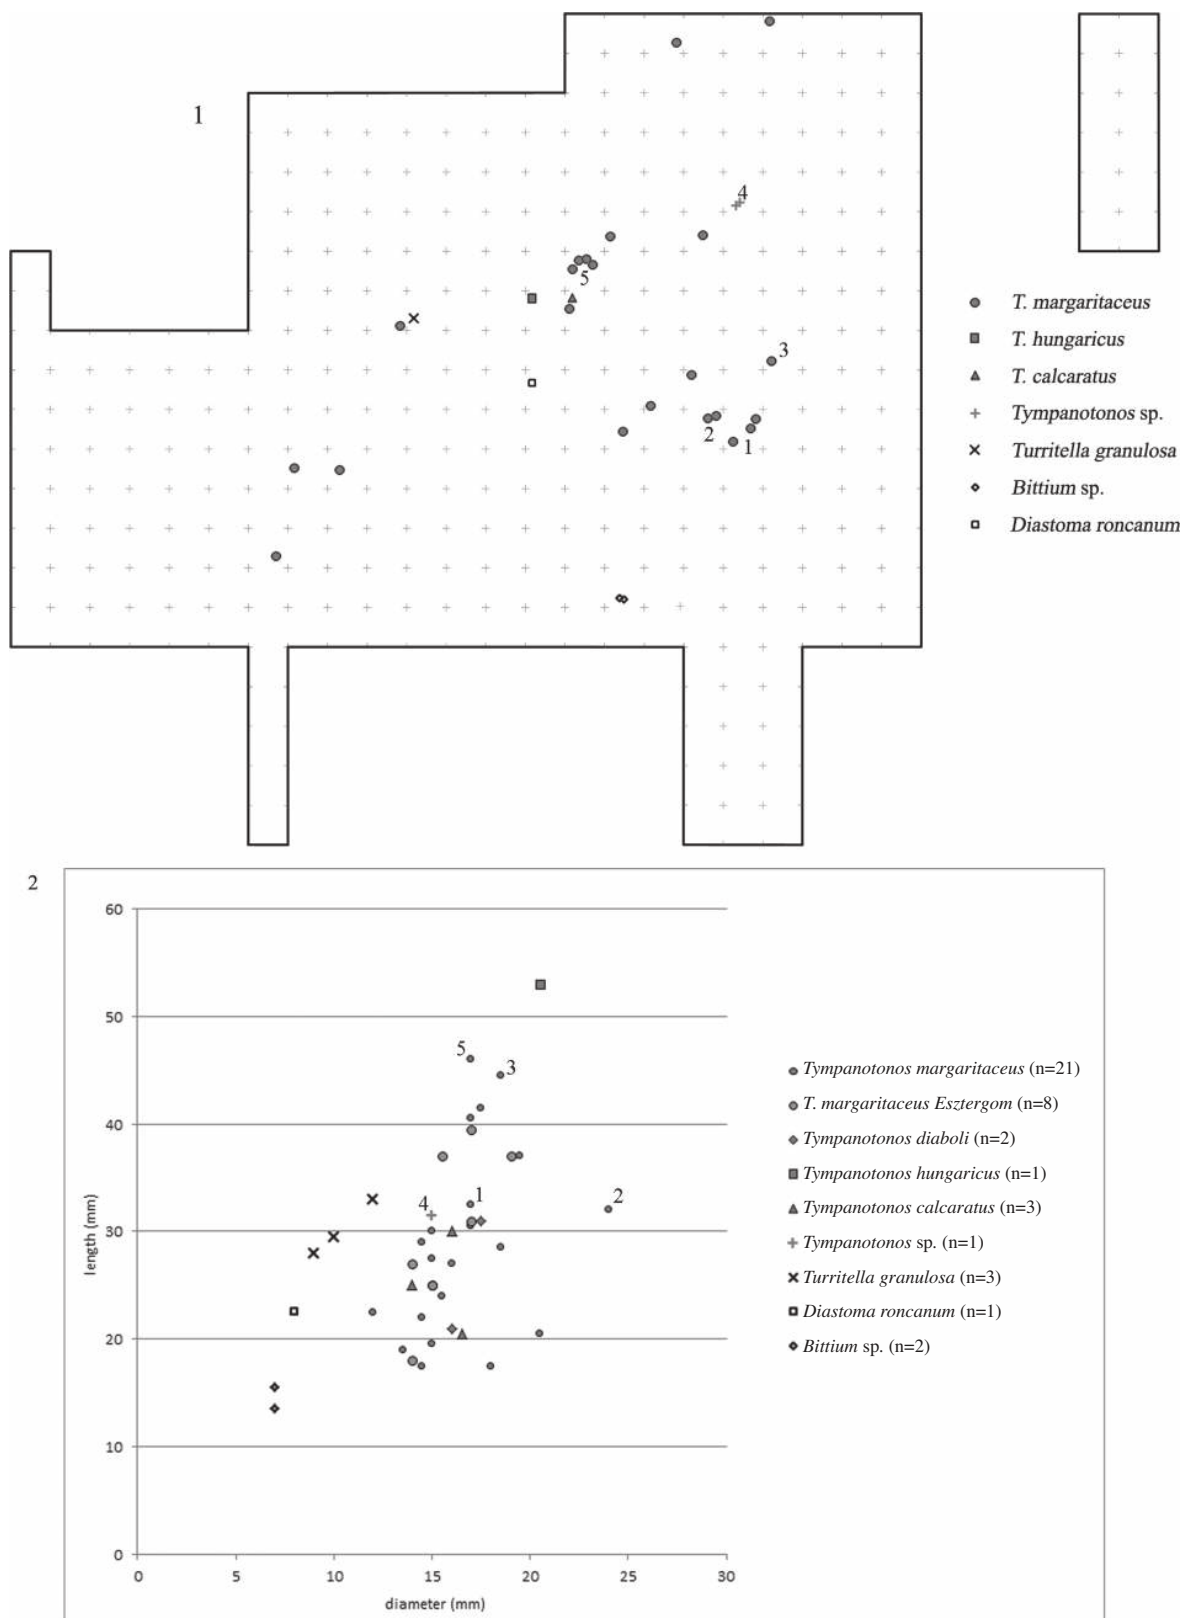 1
4
5
3
2
1
T. margaritaceus
T. hungaricus
T. calcaratus
Tympanotonos sp.
Turritella granulosa
Bittium sp.
Diastoma roncanum
2
60
50
40
30
20
10
0
length (mm)
5
3
1
4
2
0 5 10 15 20 25 30
diameter (mm)
Tympanotonos margaritaceus (n=21)
T. margaritaceus Esztergom (n=8)
Tympanotonos diaboli (n=2)
Tympanotonos hungaricus (n=1)
Tympanotonos calcaratus (n=3)
Tympanotonos sp. (n=1)
Turritella granulosa (n=3)
Diastoma roncanum (n=1)
Bittium sp. (n=2)